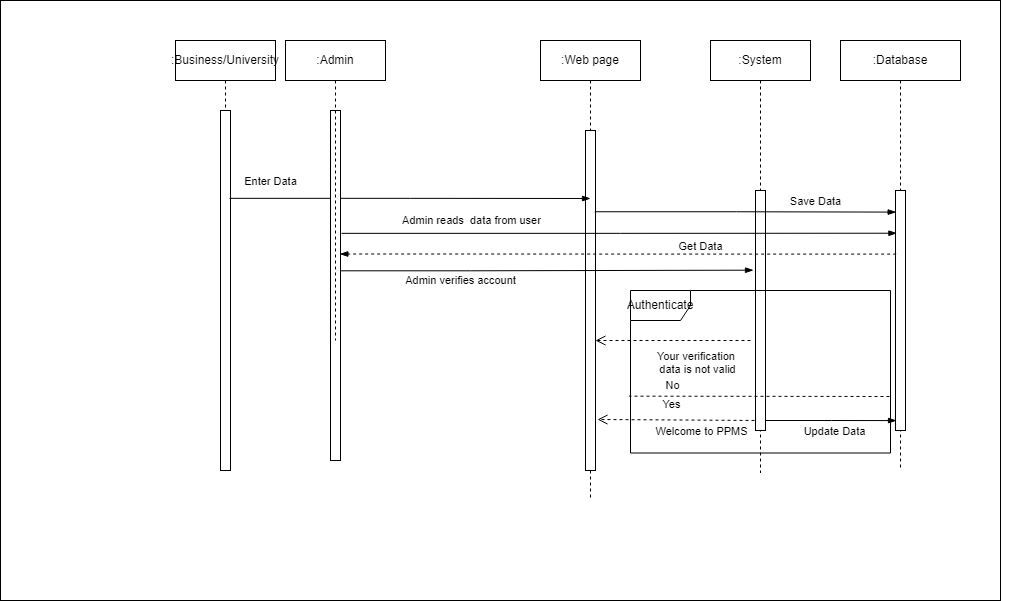 :Business/University
:Admin
:Web page
:System
:Database
Enter Data
Save Data
Admin reads  data from user
Get Data
Admin verifies account
Authenticate
Your verification
data is not valid
No
Yes
Welcome to PPMS
Update Data